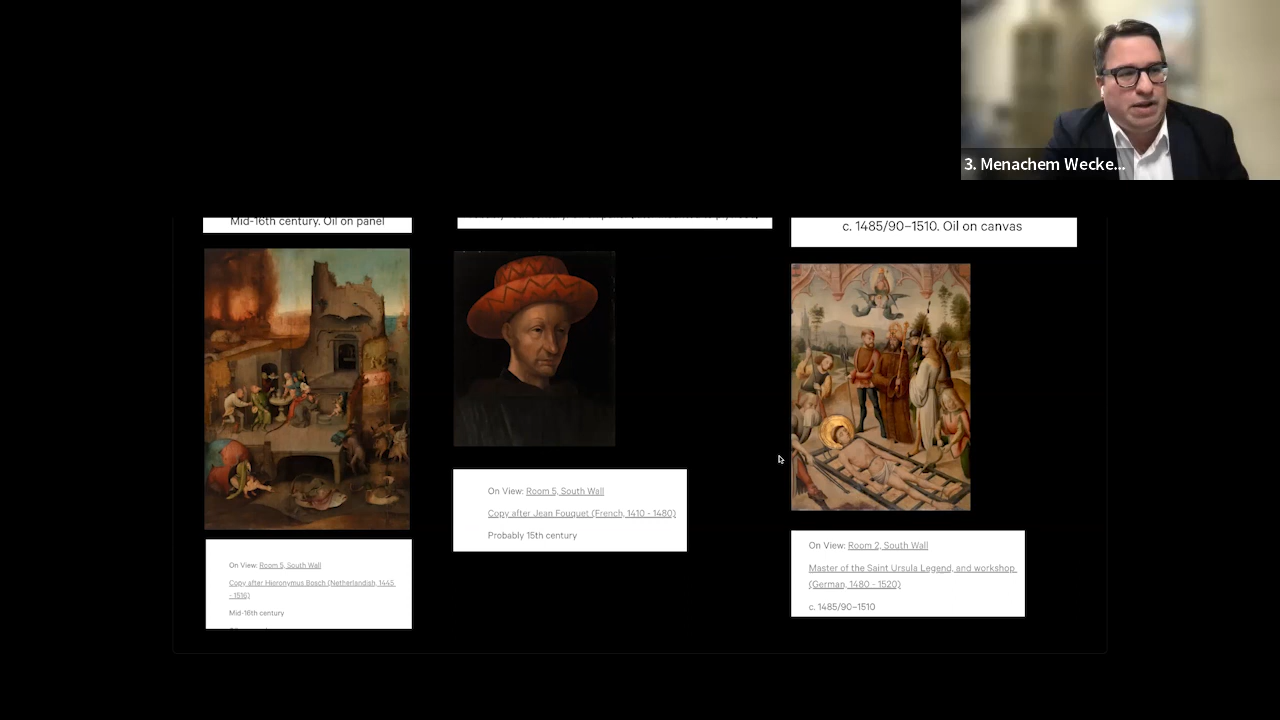 3. Menachem Wecke...
Mid-16th century. Oil on panel
c. 1485/90–1510. Oil on canvas
On View: Room 5, South Wall
Copy after Hieronymus Bosch (Netherlandish, 1445
- 1516)
Mid-16th century
On View: Room 5, South Wall
Copy after Jean Fouquet (French, 1410 - 1480)
Probably 15th century
On View: Room 2, South Wall
Master of the Saint Ursula Legend, and workshop
(German, 1480 - 1520)
c. 1485/90–1510